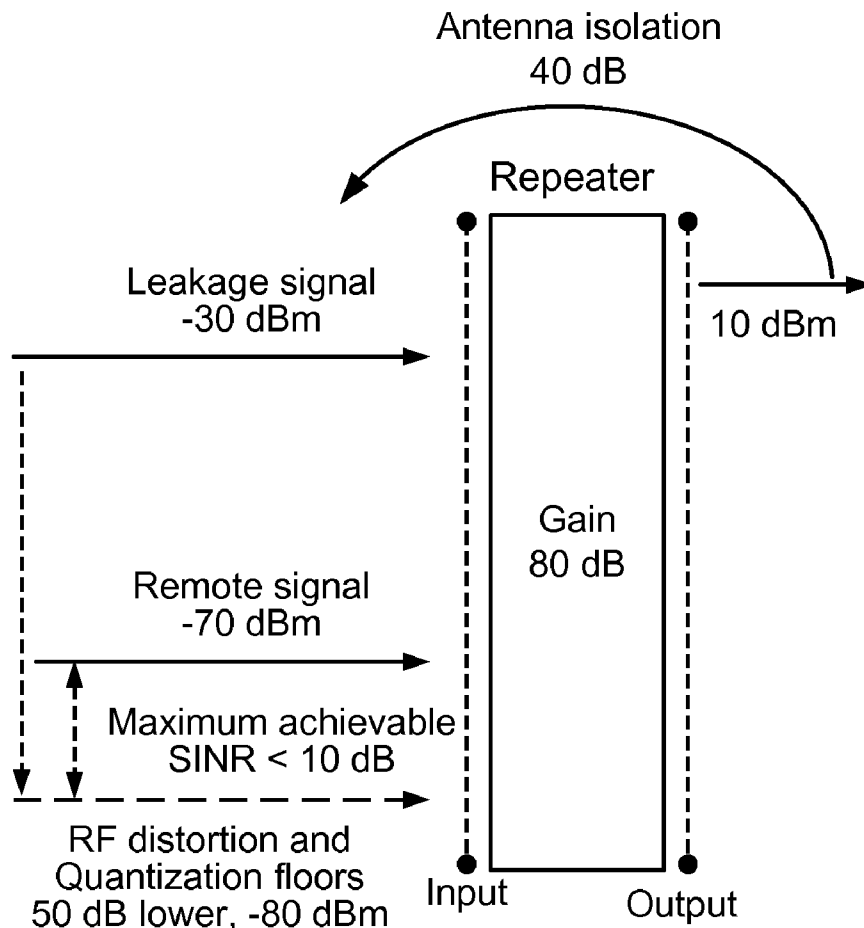 Antenna isolation
40 dB
Repeater
Leakage signal
-30 dBm
10 dBm
Gain
80 dB
Remote signal
-70 dBm
Maximum achievable
SINR < 10 dB
RF distortion and
Quantization floors
50 dB lower, -80 dBm
Input
Output